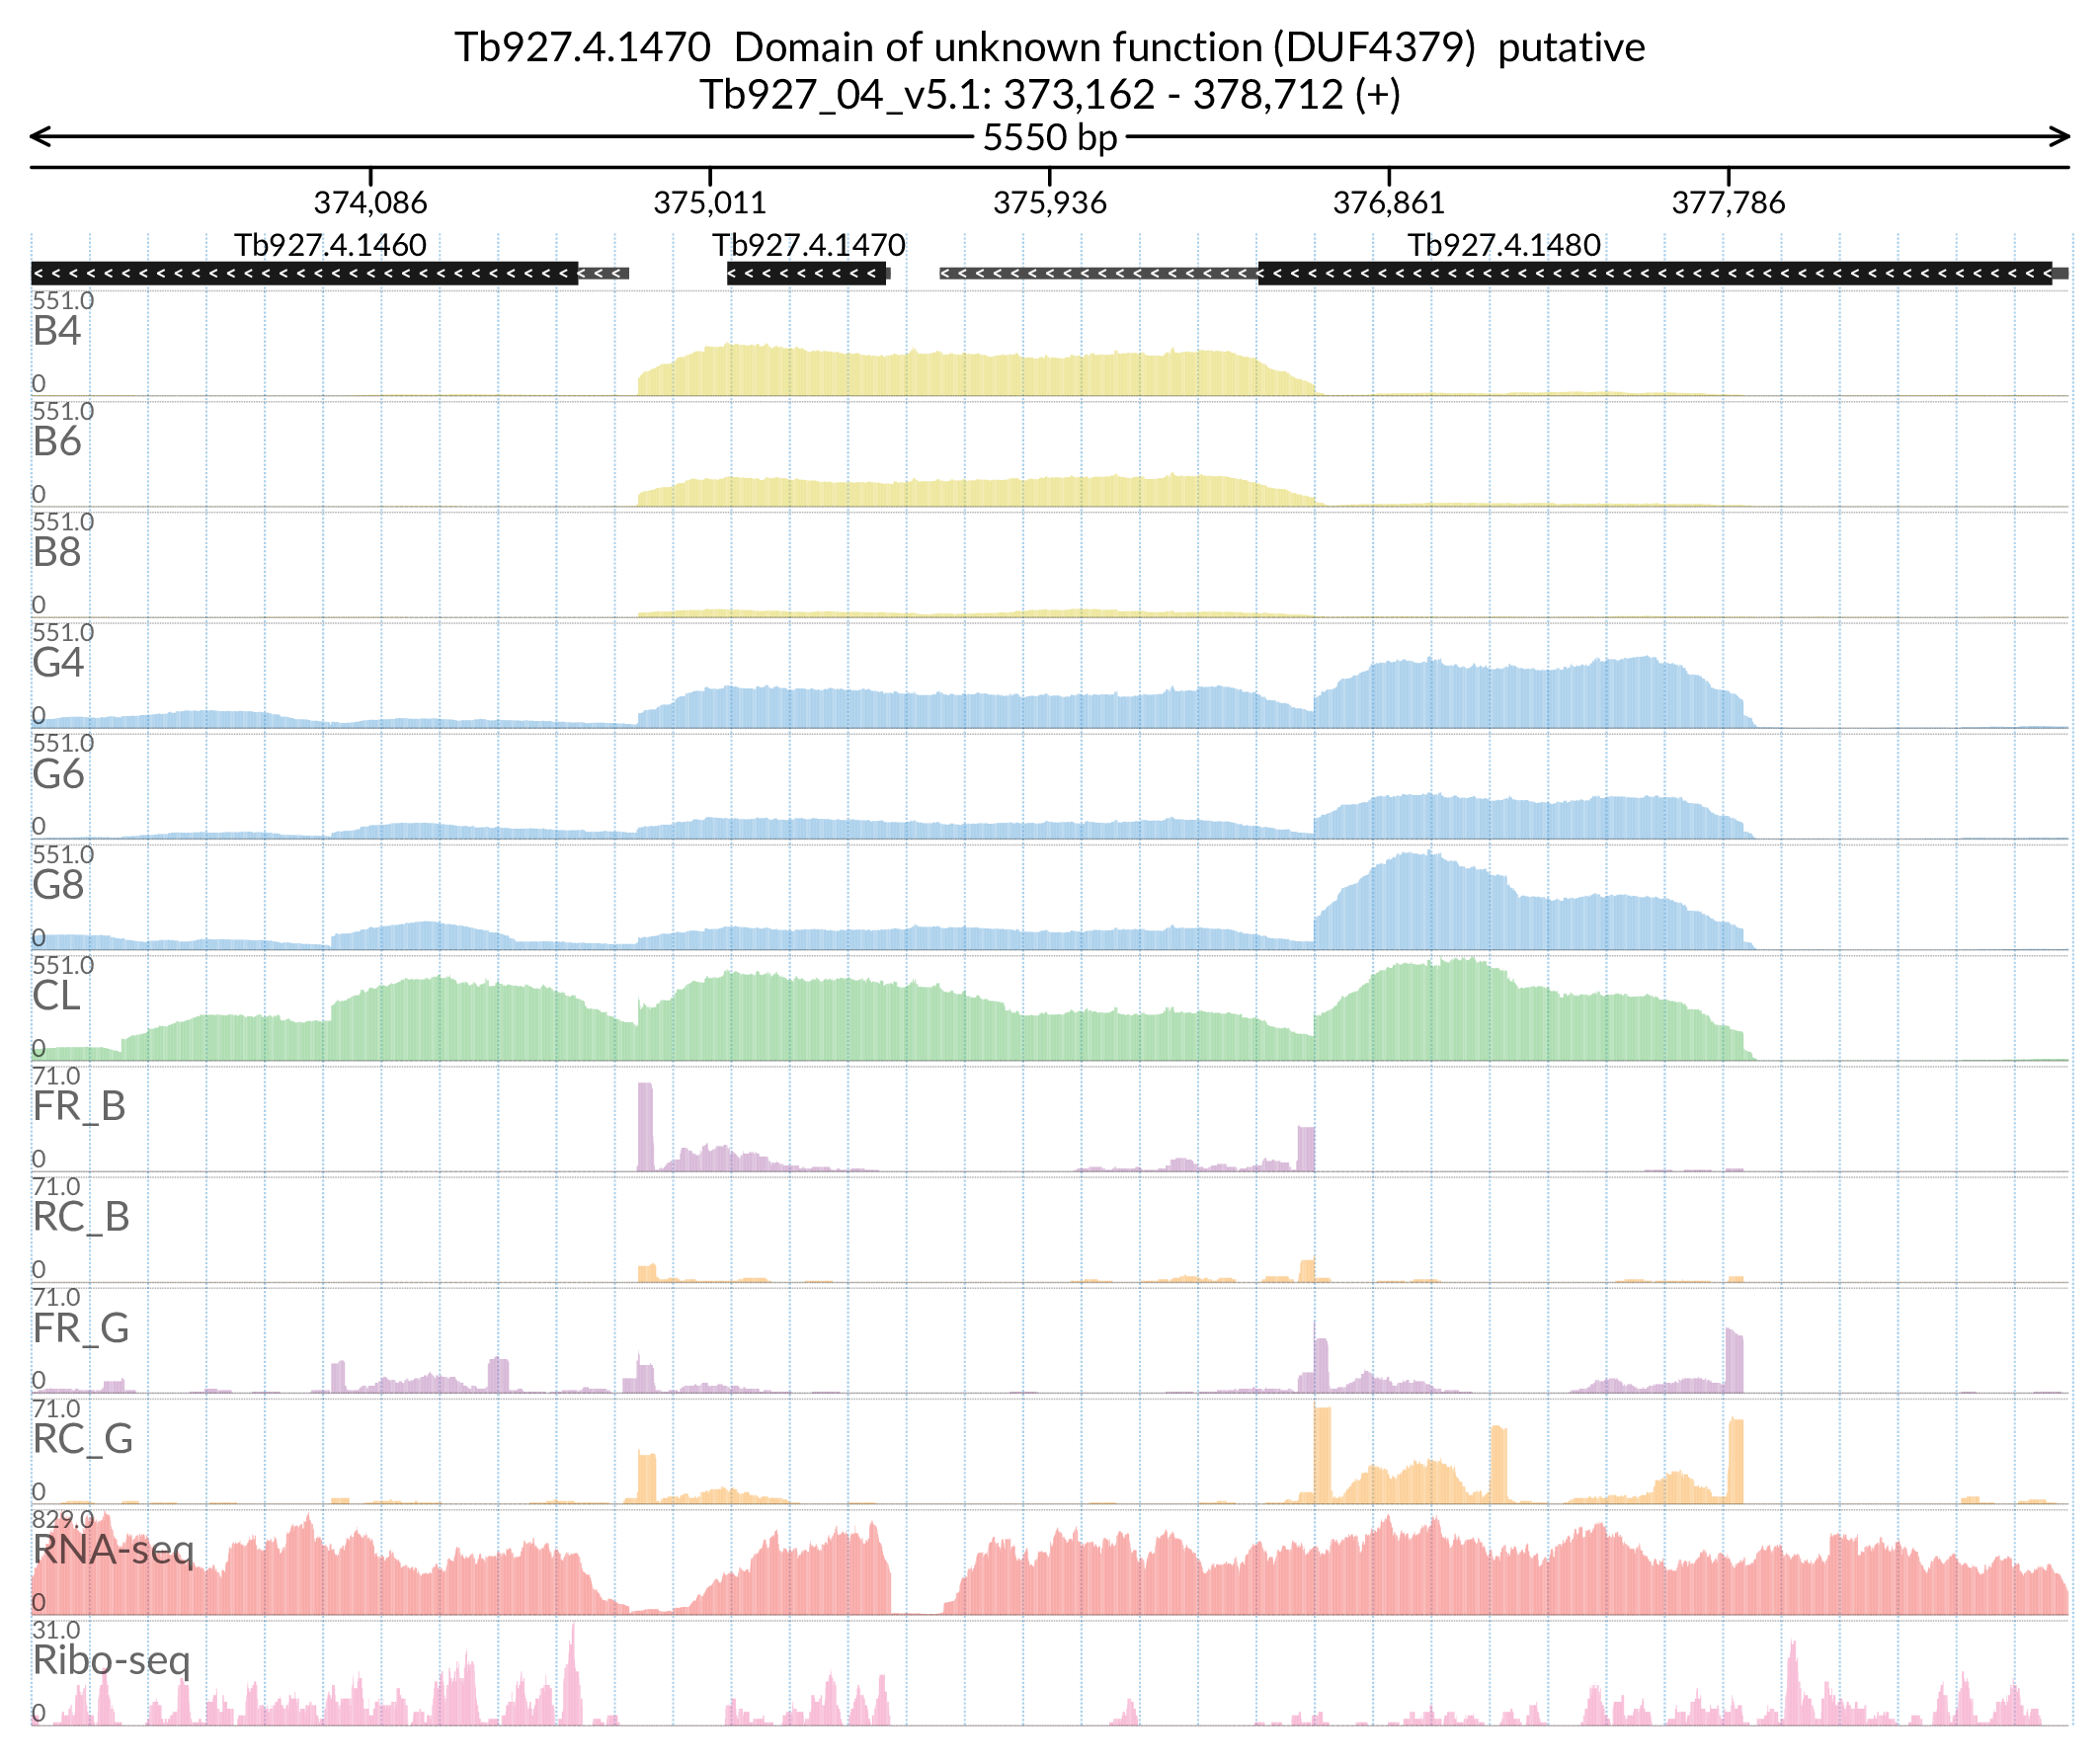 Tb927.4.1470  Domain of unknown function (DUF4379)  putative
Tb927_04_v5.1: 373,162 - 378,712 (+)
5550 bp
374,086 375,011 375,936 376,861 377,786
Tb927.4.1460 Tb927.4.1470 Tb927.4.1480
551.0
B4
0
551.0
B6
0
551.0
B8
0
551.0
G4
0
551.0
G6
0
551.0
G8
0
551.0
CL
0
71.0
FR_B
0
71.0
RC_B
0
71.0
FR_G
0
71.0
RC_G
0
829.0
RNA-seq
0
31.0
Ribo-seq
0